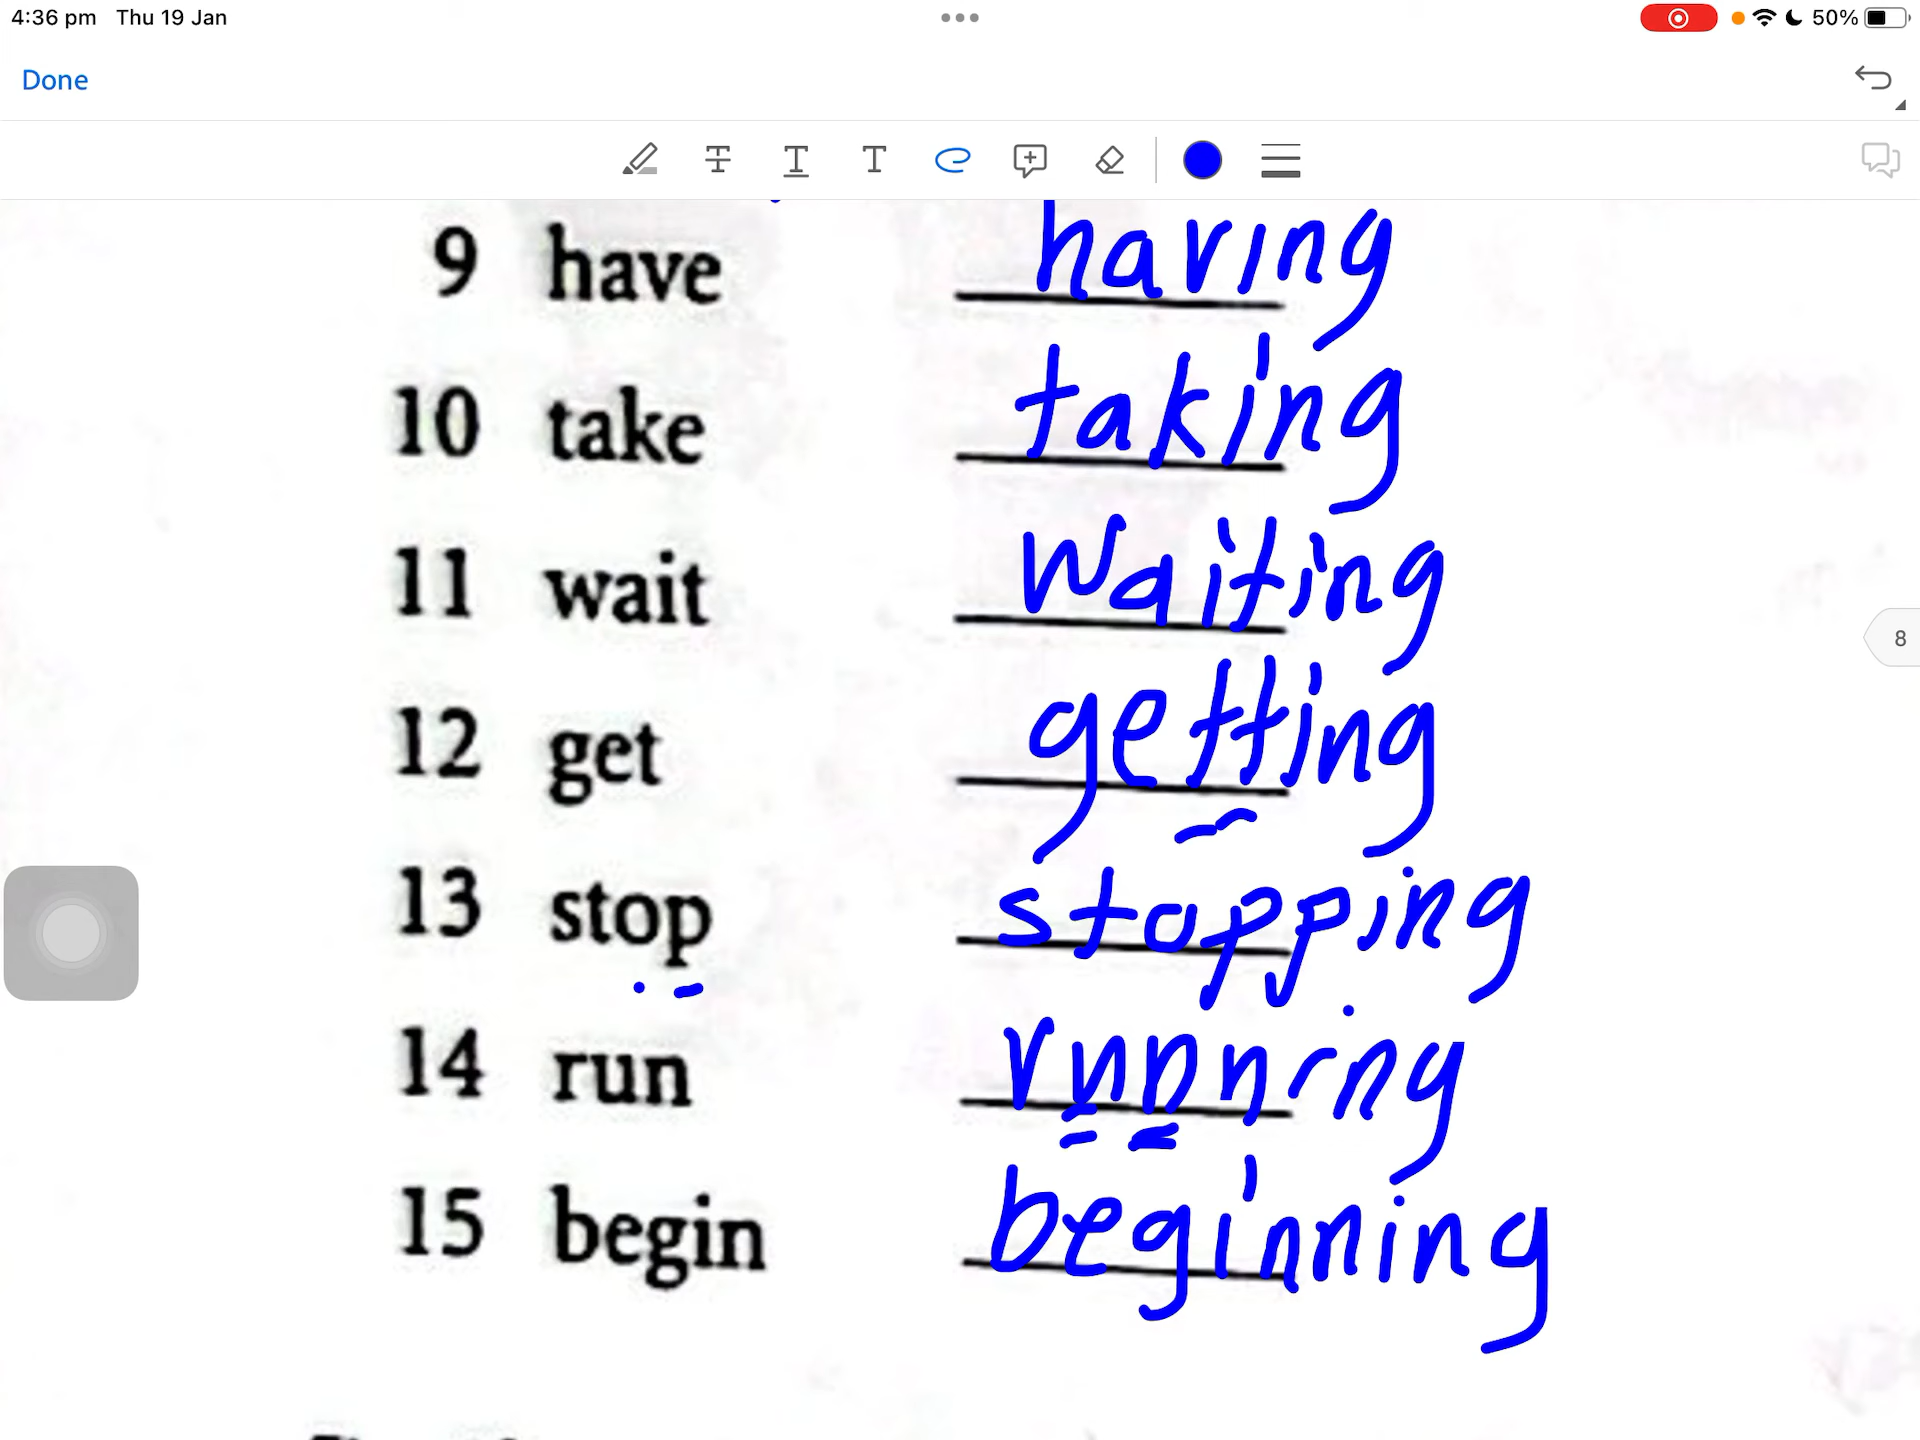 4:36 pm Thu 19 Jan 50%
Done
9 have having
10 take taking
11 wait waiting
12 get getting
13 stop stopping
14 run running
15 begin beginning
8